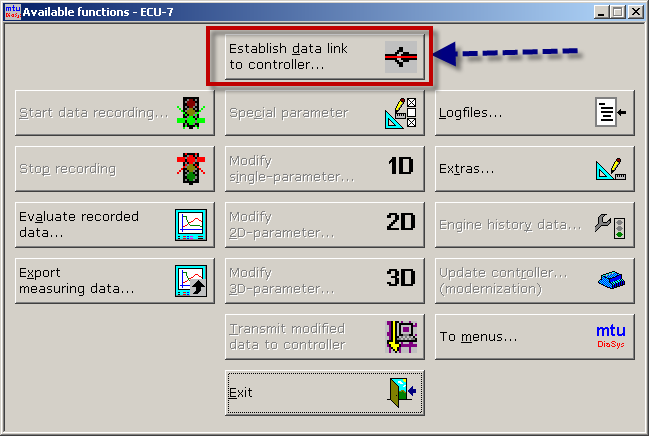 mtu
Available functions - ECU-7
Establish data link
to controller...
Start data recording...
Special parameter
Logfiles...
Stop recording
Modify
single-parameter...
1D
Extras...
Evaluate recorded
data...
Modify
2D-parameter...
2D
Engine history data...
Export
measuring data...
Modify
3D-parameter...
3D
Update controller...
(modernization)
Transmit modified
data to controller
To menus...
mtu
DiaSys
Exit